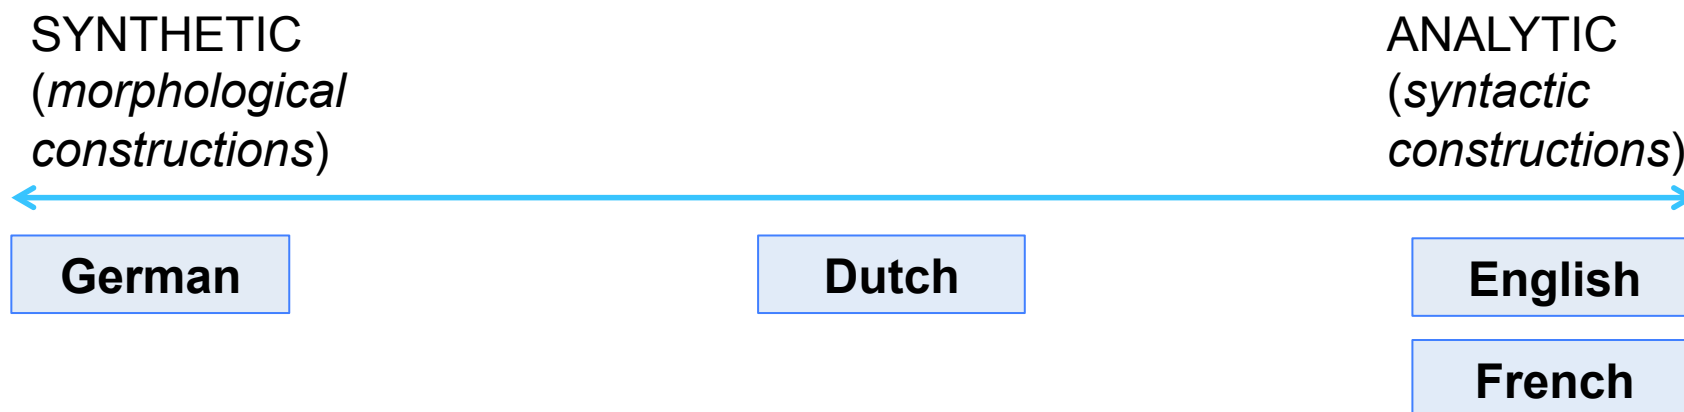 SYNTHETIC
(morphological
constructions)
ANALYTIC
(syntactic
constructions)
German
Dutch
English
French